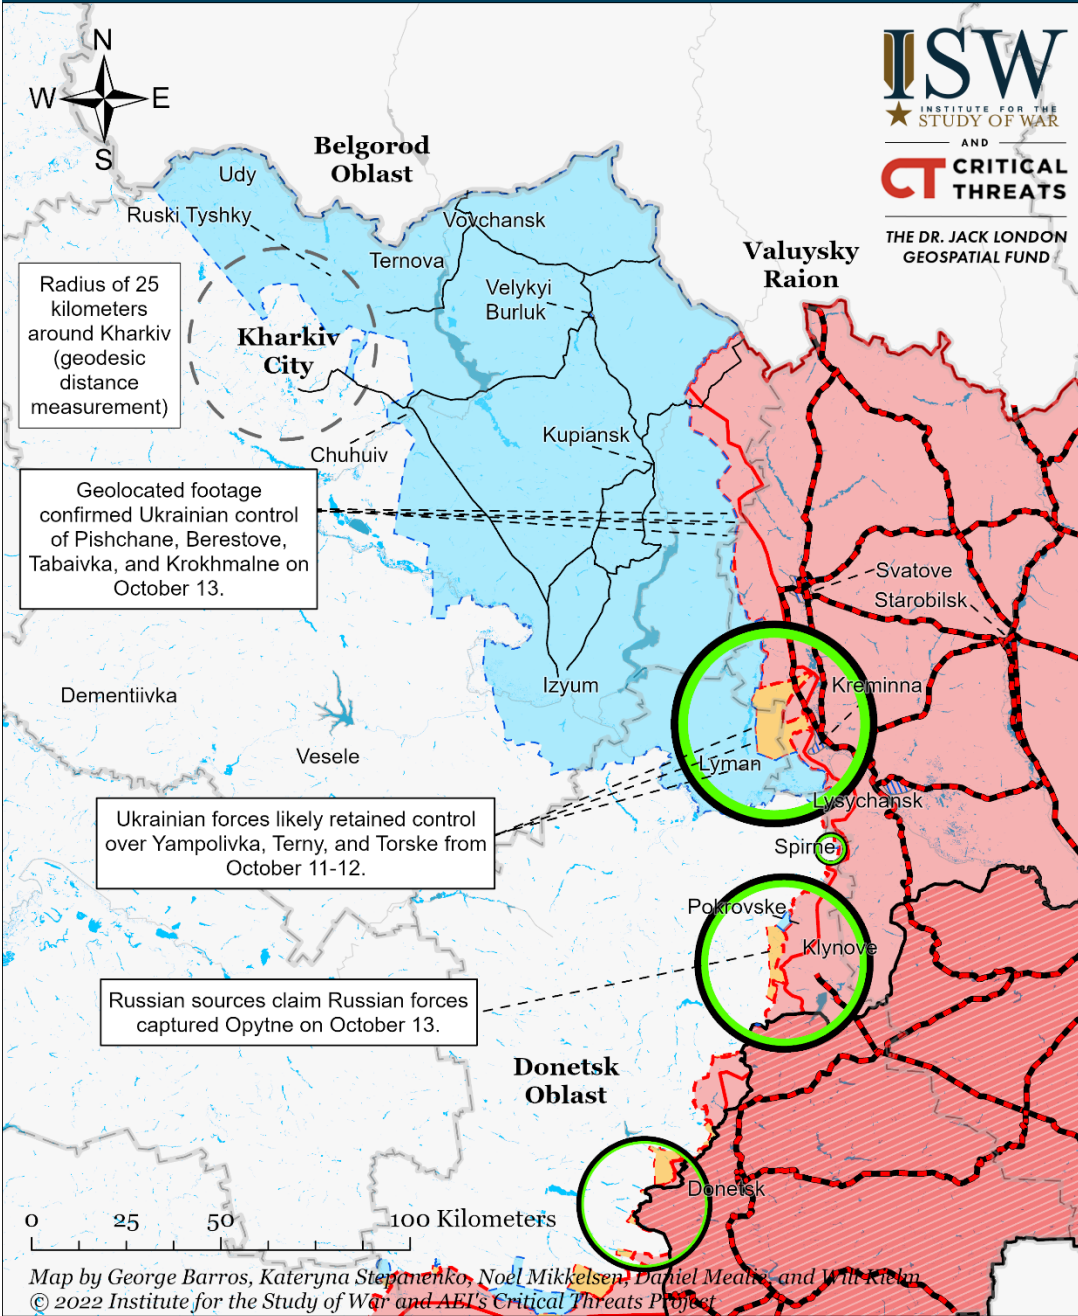 N
W E
S
ISW
INSTITUTE FOR THE
STUDY OF WAR
AND
CT CRITICAL
THREATS
THE DR. JACK LONDON
GEOSPATIAL FUND
Belgorod
Oblast
Udy
Ruski Tyshky
Vovchansk
Ternova
Valuysky
Raion
Velykyi
Burluk
Radius of 25
kilometers
around Kharkiv
(geodesic
distance
measurement)
Kharkiv
City
Chuhuiv
Kupiansk
Geolocated footage
confirmed Ukrainian control
of Pishchane, Berestove,
Tabaivka, and Krokhmalne on
October 13.
Svatove
Starobilsk
Izyum
Kreminna
Dementiivka
Vesele
Lyman
Lysychansk
Ukrainian forces likely retained control
over Yampolivka, Terny, and Torske from
October 11-12.
Spirne
Pokrovske
Klynove
Russian sources claim Russian forces
captured Opytne on October 13.
Donetsk
Oblast
Donetsk
0 25 50 100 Kilometers
Map by George Barros, Kateryna Stepanenko, Noel Mikkelsen, Daniel Mealie, and Will Kielm
© 2022 Institute for the Study of War and AEI's Critical Threats Project